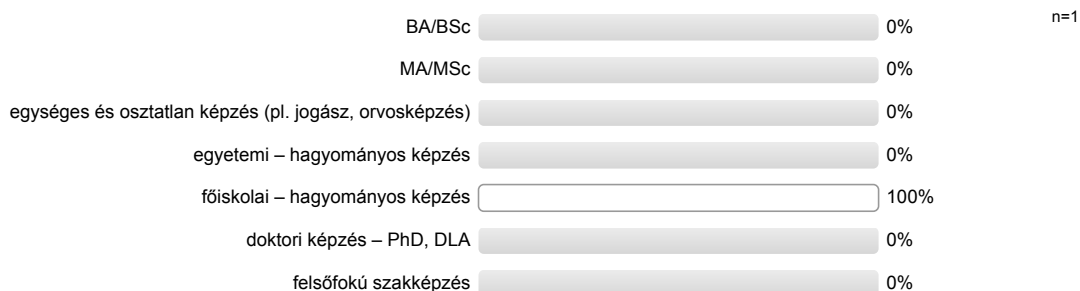 BA/BSc 0% n=1
MA/MSc 0%
egységes és osztatlan képzés (pl. jogász, orvosképzés) 0%
egyetemi – hagyományos képzés 0%
főiskolai – hagyományos képzés 100%
doktori képzés – PhD, DLA 0%
felsőfokú szakképzés 0%